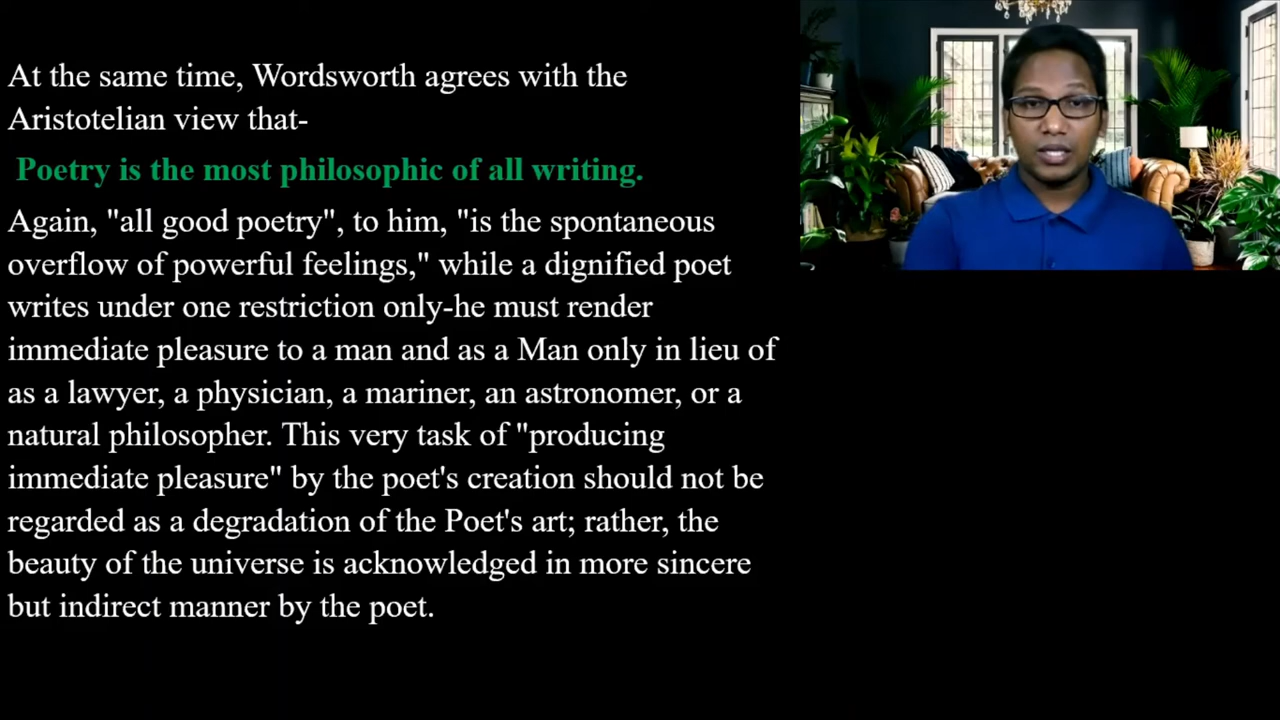 At the same time, Wordsworth agrees with the
Aristotelian view that-
Poetry is the most philosophic of all writing.
Again, "all good poetry", to him, "is the spontaneous
overflow of powerful feelings," while a dignified poet
writes under one restriction only-he must render
immediate pleasure to a man and as a Man only in lieu of
as a lawyer, a physician, a mariner, an astronomer, or a
natural philosopher. This very task of "producing
immediate pleasure" by the poet's creation should not be
regarded as a degradation of the Poet's art; rather, the
beauty of the universe is acknowledged in more sincere
but indirect manner by the poet.